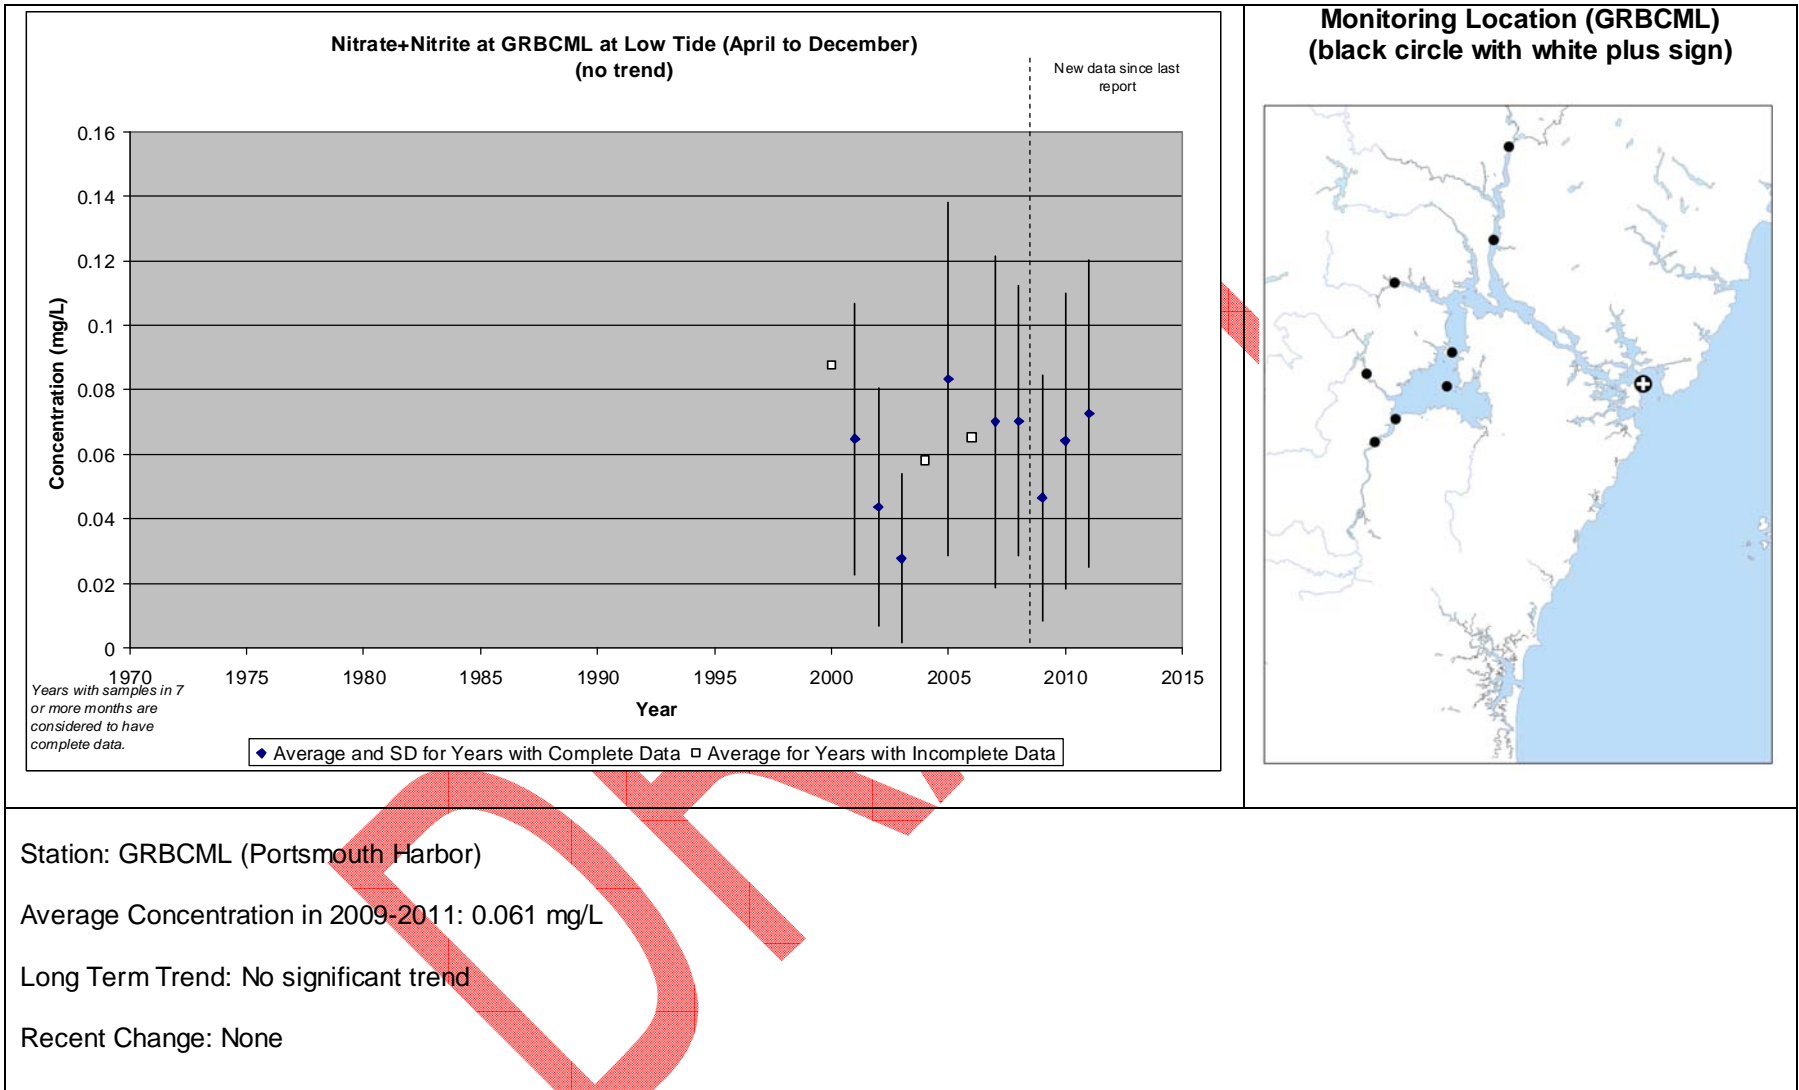 Nitrate+Nitrite at GRBCML at Low Tide (April to December)
(no trend)
New data since last
report
Concentration (mg/L)
0.16
0.14
0.12
0.1
0.08
0.06
0.04
0.02
0
1970 1975 1980 1985 1990 1995 2000 2005 2010 2015
Year
Years with samples in 7
or more months are
considered to have
complete data.
Average and SD for Years with Complete Data Average for Years with Incomplete Data
Monitoring Location (GRBCML)
(black circle with white plus sign)
Station: GRBCML (Portsmouth Harbor)
Average Concentration in 2009-2011: 0.061 mg/L
Long Term Trend: No significant trend
Recent Change: None